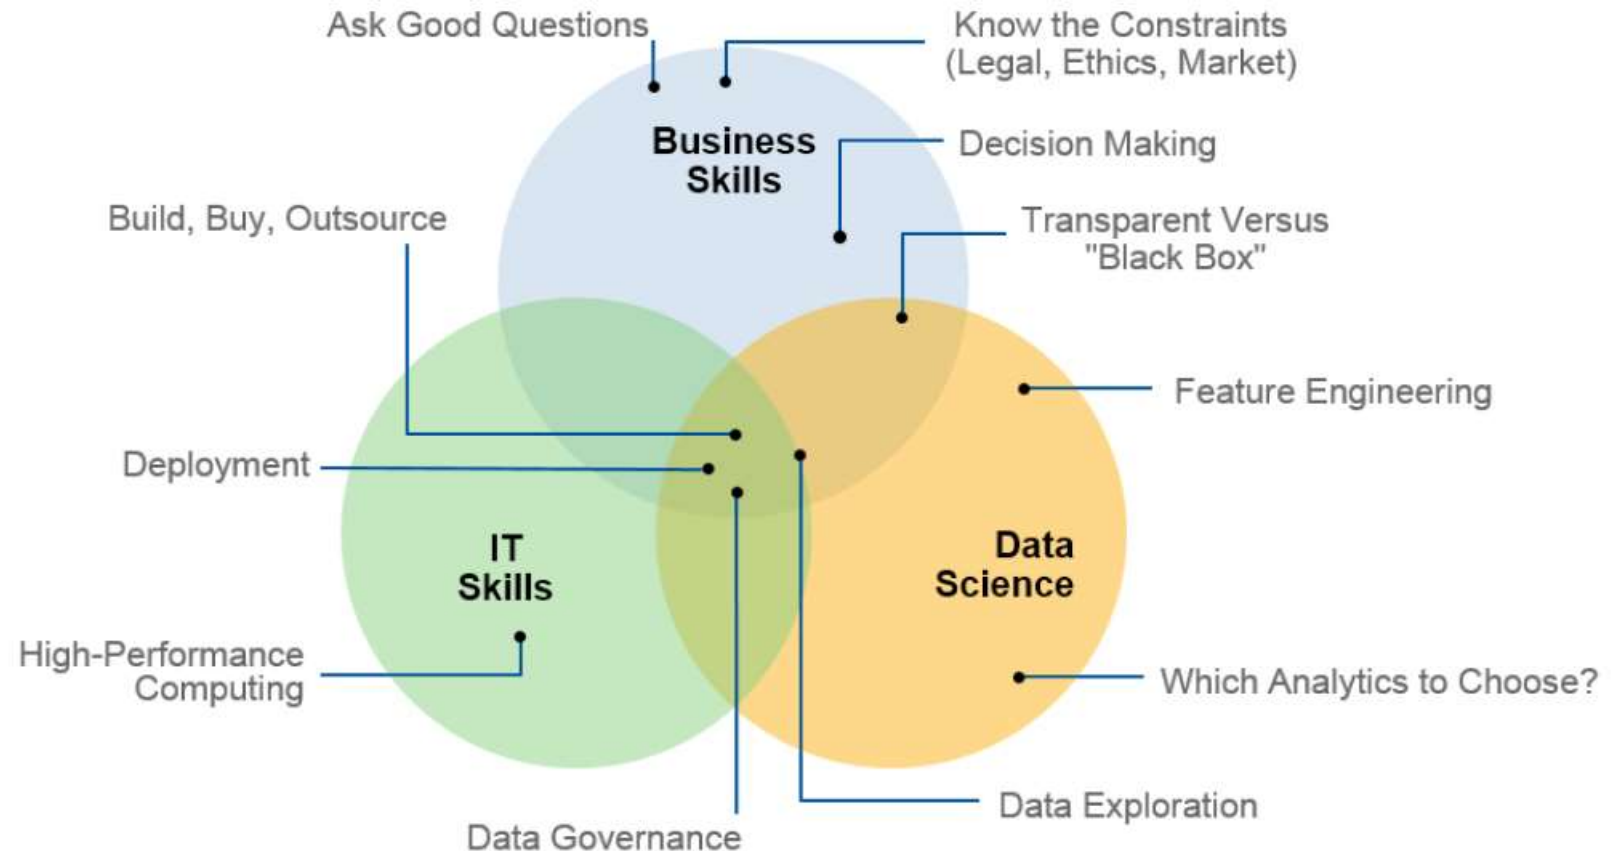 Ask Good Questions
Know the Constraints
(Legal, Ethics, Market)
Business
Skills
Decision Making
Build, Buy, Outsource
Transparent Versus
"Black Box"
Feature Engineering
Deployment
IT
Skills
Data
Science
High-Performance
Computing
Which Analytics to Choose?
Data Exploration
Data Governance